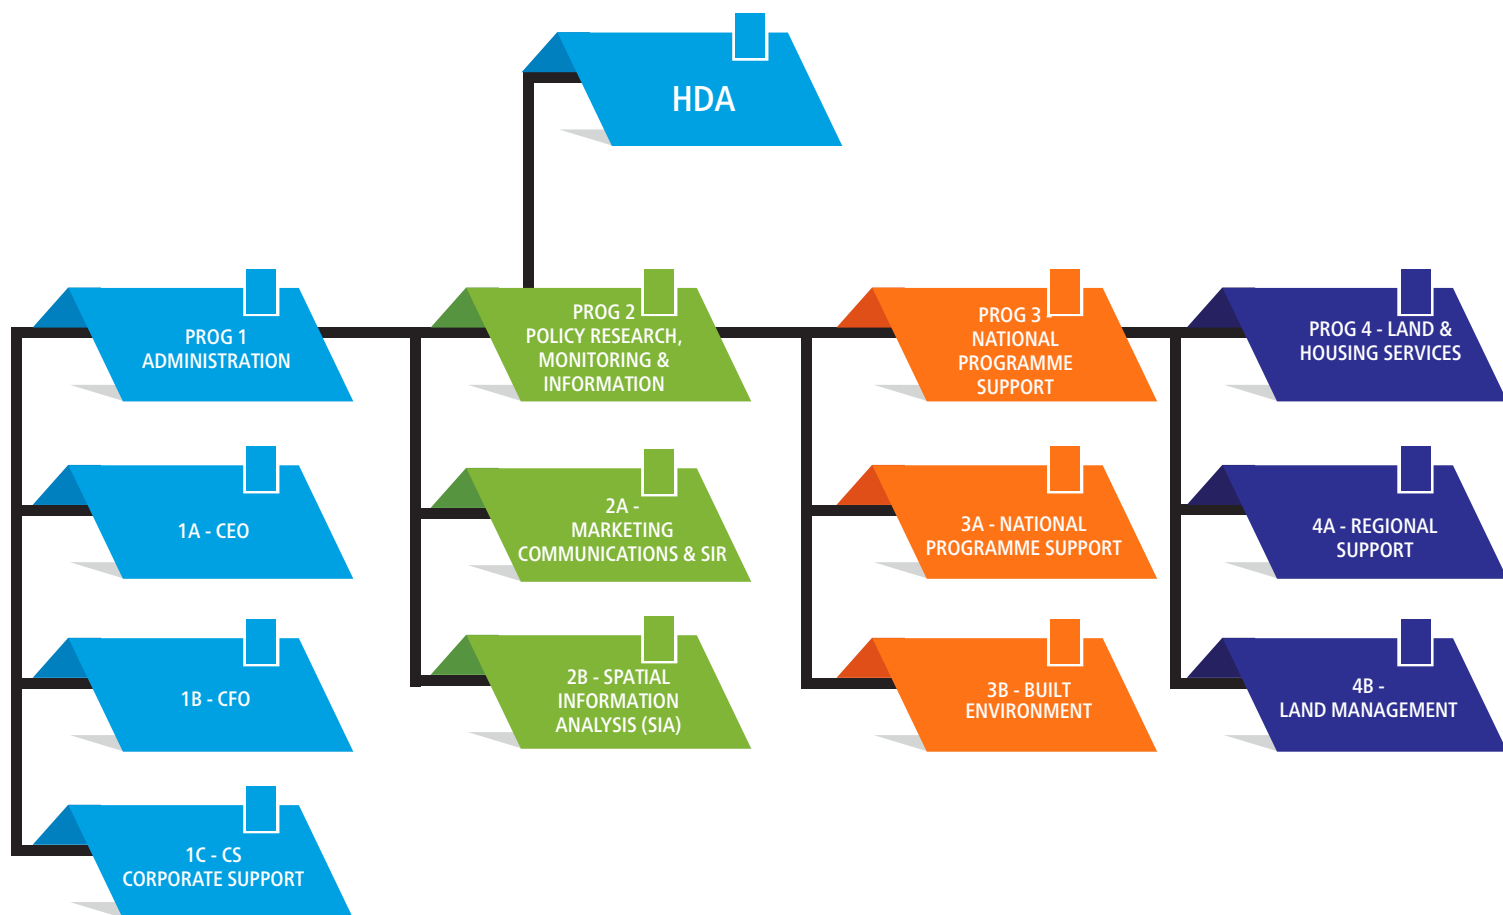 HDA
PROG 1
ADMINISTRATION
PROG 2
POLICY RESEARCH,
MONITORING &
INFORMATION
PROG 3 -
NATIONAL
PROGRAMME
SUPPORT
PROG 4 - LAND &
HOUSING SERVICES
1A - CEO
2A -
MARKETING
COMMUNICATIONS & SIR
3A - NATIONAL
PROGRAMME SUPPORT
4A - REGIONAL
SUPPORT
1B - CFO
2B - SPATIAL
INFORMATION
ANALYSIS (SIA)
3B - BUILT
ENVIRONMENT
4B -
LAND MANAGEMENT
1C - CS
CORPORATE SUPPORT